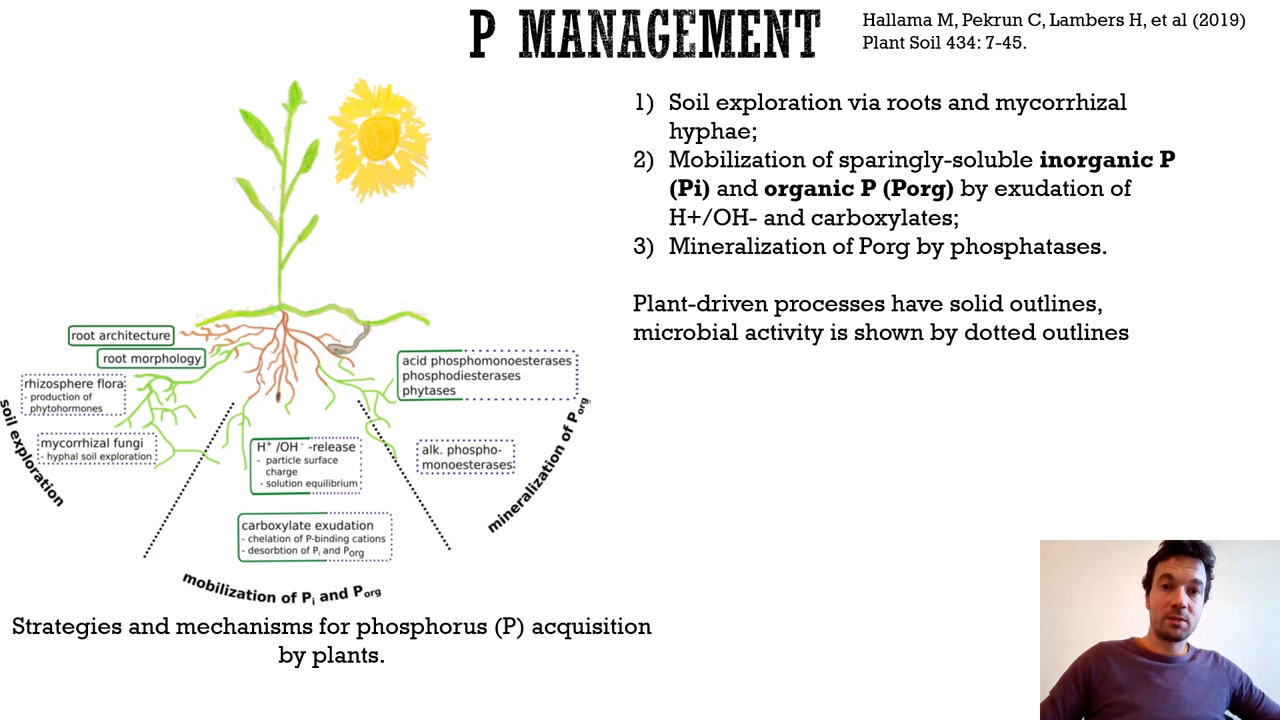 P MANAGEMENT
Hallama M, Pekrun C, Lambers H, et al (2019)
Plant Soil 434: 7-45.
1) Soil exploration via roots and mycorrhizal
hyphae;
2) Mobilization of sparingly-soluble inorganic P
(Pi) and organic P (Porg) by exudation of
H+/OH- and carboxylates;
3) Mineralization of Porg by phosphatases.
Plant-driven processes have solid outlines,
microbial activity is shown by dotted outlines
root architecture
root morphology
rhizosphere flora
- production of
phytohormones
mycorrhizal fungi
- hyphal soil exploration
soil exploration
H+ /OH- -release
- particle surface
charge
- solution equilibrium
carboxylate exudation
- chelation of P-binding cations
- desorbtion of Pi and Porg
mobilization of Pi and Porg
acid phosphomonoesterases
phosphodiesterases
phytases
alk. phospho-
monoesterases
mineralization of Porg
Strategies and mechanisms for phosphorus (P) acquisition
by plants.